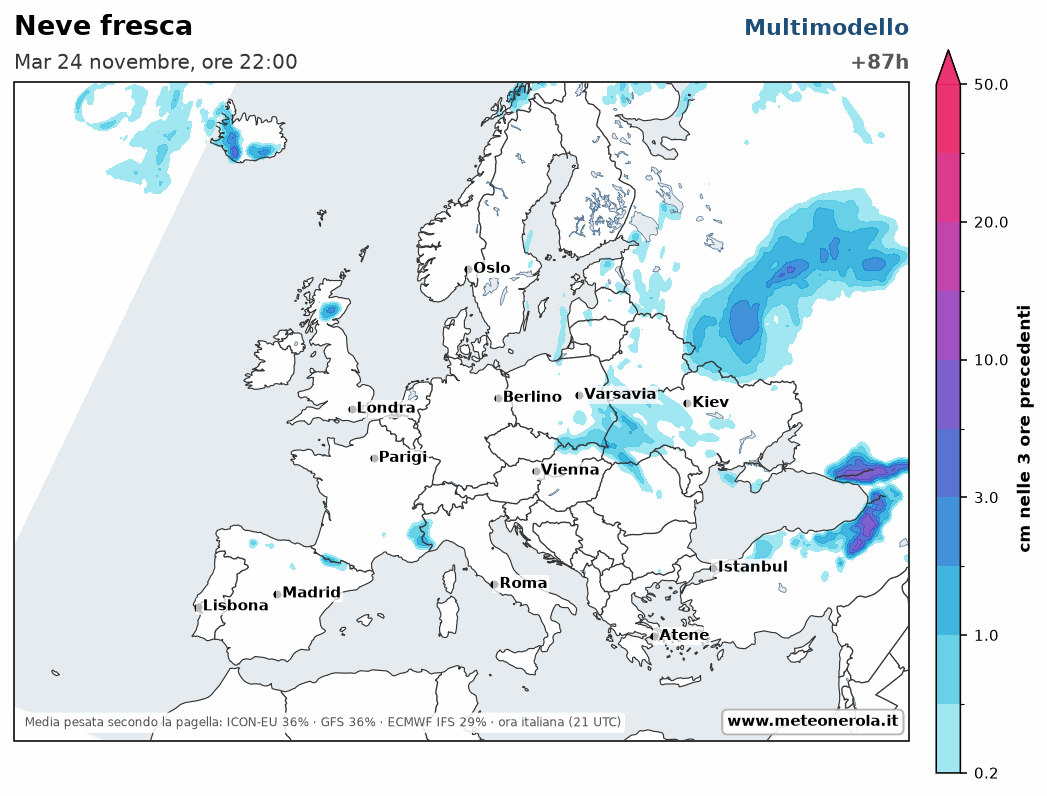 Neve fresca
Multimodello
Mar 24 novembre, ore 22:00
+87h
50.0
20.0
10.0
3.0
1.0
0.2
cm nelle 3 ore precedenti
Oslo
Berlino
Varsavia
Kiev
Londra
Parigi
Vienna
Istanbul
Roma
Madrid
Lisbona
Atene
Media pesata secondo la pagella: ICON-EU 36% · GFS 36% · ECMWF IFS 29% · ora italiana (21 UTC)
www.meteonerola.it